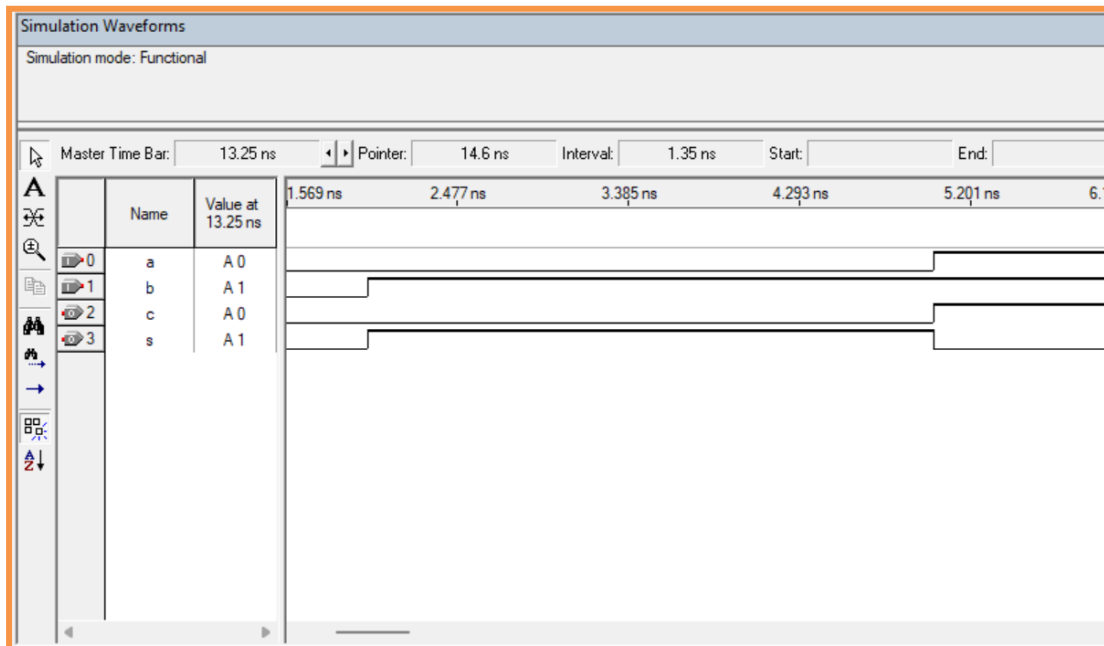 Simulation Waveforms
Simulation mode: Functional
Master Time Bar: 13.25 ns Pointer: 14.6 ns Interval: 1.35 ns Start: End:
Name Value at 13.25 ns 1.569 ns 2.477 ns 3.385 ns 4.293 ns 5.201 ns
0 a A 0
1 b A 1
2 c A 0
3 s A 1